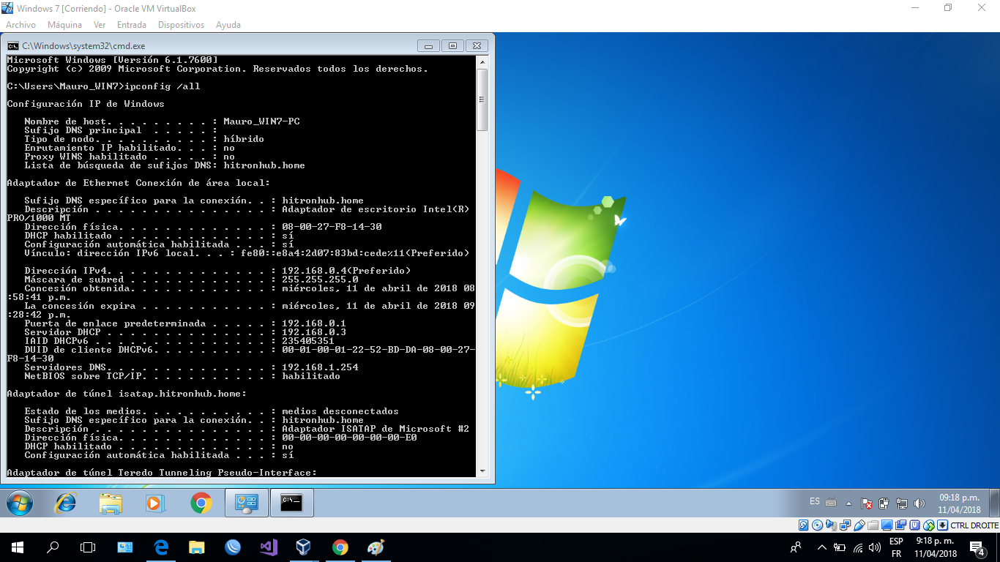 Windows 7 [Corriendo] - Oracle VM VirtualBox
Archivo Máquina Ver Entrada Dispositivos Ayuda
C:\Windows\system32\cmd.exe
Microsoft Windows [Versión 6.1.7600]
Copyright (c) 2009 Microsoft Corporation. Reservados todos los derechos.
C:\Users\Mauro_WIN7>ipconfig /all
Configuración IP de Windows
Nombre de host. . . . . . . . . : Mauro_WIN7-PC
Sufijo DNS principal . . . . . :
Tipo de nodo. . . . . . . . . . : híbrido
Enrutamiento IP habilitado. . . : no
Proxy WINS habilitado . . . . . : no
Lista de búsqueda de sufijos DNS: hitronhub.home
Adaptador de Ethernet Conexión de área local:
Sufijo DNS específico para la conexión. . : hitronhub.home
Descripción . . . . . . . . . . . . . . . : Adaptador de escritorio Intel(R)
PRO/1000 MT
Dirección física. . . . . . . . . . . . . : 08-00-27-F8-14-30
DHCP habilitado . . . . . . . . . . . . . : sí
Configuración automática habilitada . . . : sí
Vínculo: dirección IPv6 local. . . : fe80::e8a4:2d07:83bd:cede%11(Preferido)
Dirección IPv4. . . . . . . . . . . . . . : 192.168.0.4(Preferido)
Máscara de subred . . . . . . . . . . . . : 255.255.255.0
Concesión obtenida. . . . . . . . . . . . : miércoles, 11 de abril de 2018 08
:58:41 p.m.
La concesión expira . . . . . . . . . . . : miércoles, 11 de abril de 2018 09
:28:42 p.m.
Puerta de enlace predeterminada . . . . . : 192.168.0.1
Servidor DHCP . . . . . . . . . . . . . . : 192.168.0.3
IAID DHCPv6 . . . . . . . . . . . . . . . : 235405351
DUID de cliente DHCPv6. . . . . . . . . . : 00-01-00-01-22-52-BD-DA-08-00-27-
F8-14-30
Servidores DNS. . . . . . . . . . . . . . : 192.168.1.254
NetBIOS sobre TCP/IP. . . . . . . . . . . : habilitado
Adaptador de túnel isatap.hitronhub.home:
Estado de los medios. . . . . . . . . . . : medios desconectados
Sufijo DNS específico para la conexión. . : hitronhub.home
Descripción . . . . . . . . . . . . . . . : Adaptador ISATAP de Microsoft #2
Dirección física. . . . . . . . . . . . . : 00-00-00-00-00-00-00-E0
DHCP habilitado . . . . . . . . . . . . . : no
Configuración automática habilitada . . . : sí
Adaptador de túnel Teredo Tunneling Pseudo-Interface:
ES
09:18 p.m.
11/04/2018
CTRL DROITE
ESP
FR
9:18 p. m.
11/04/2018
4